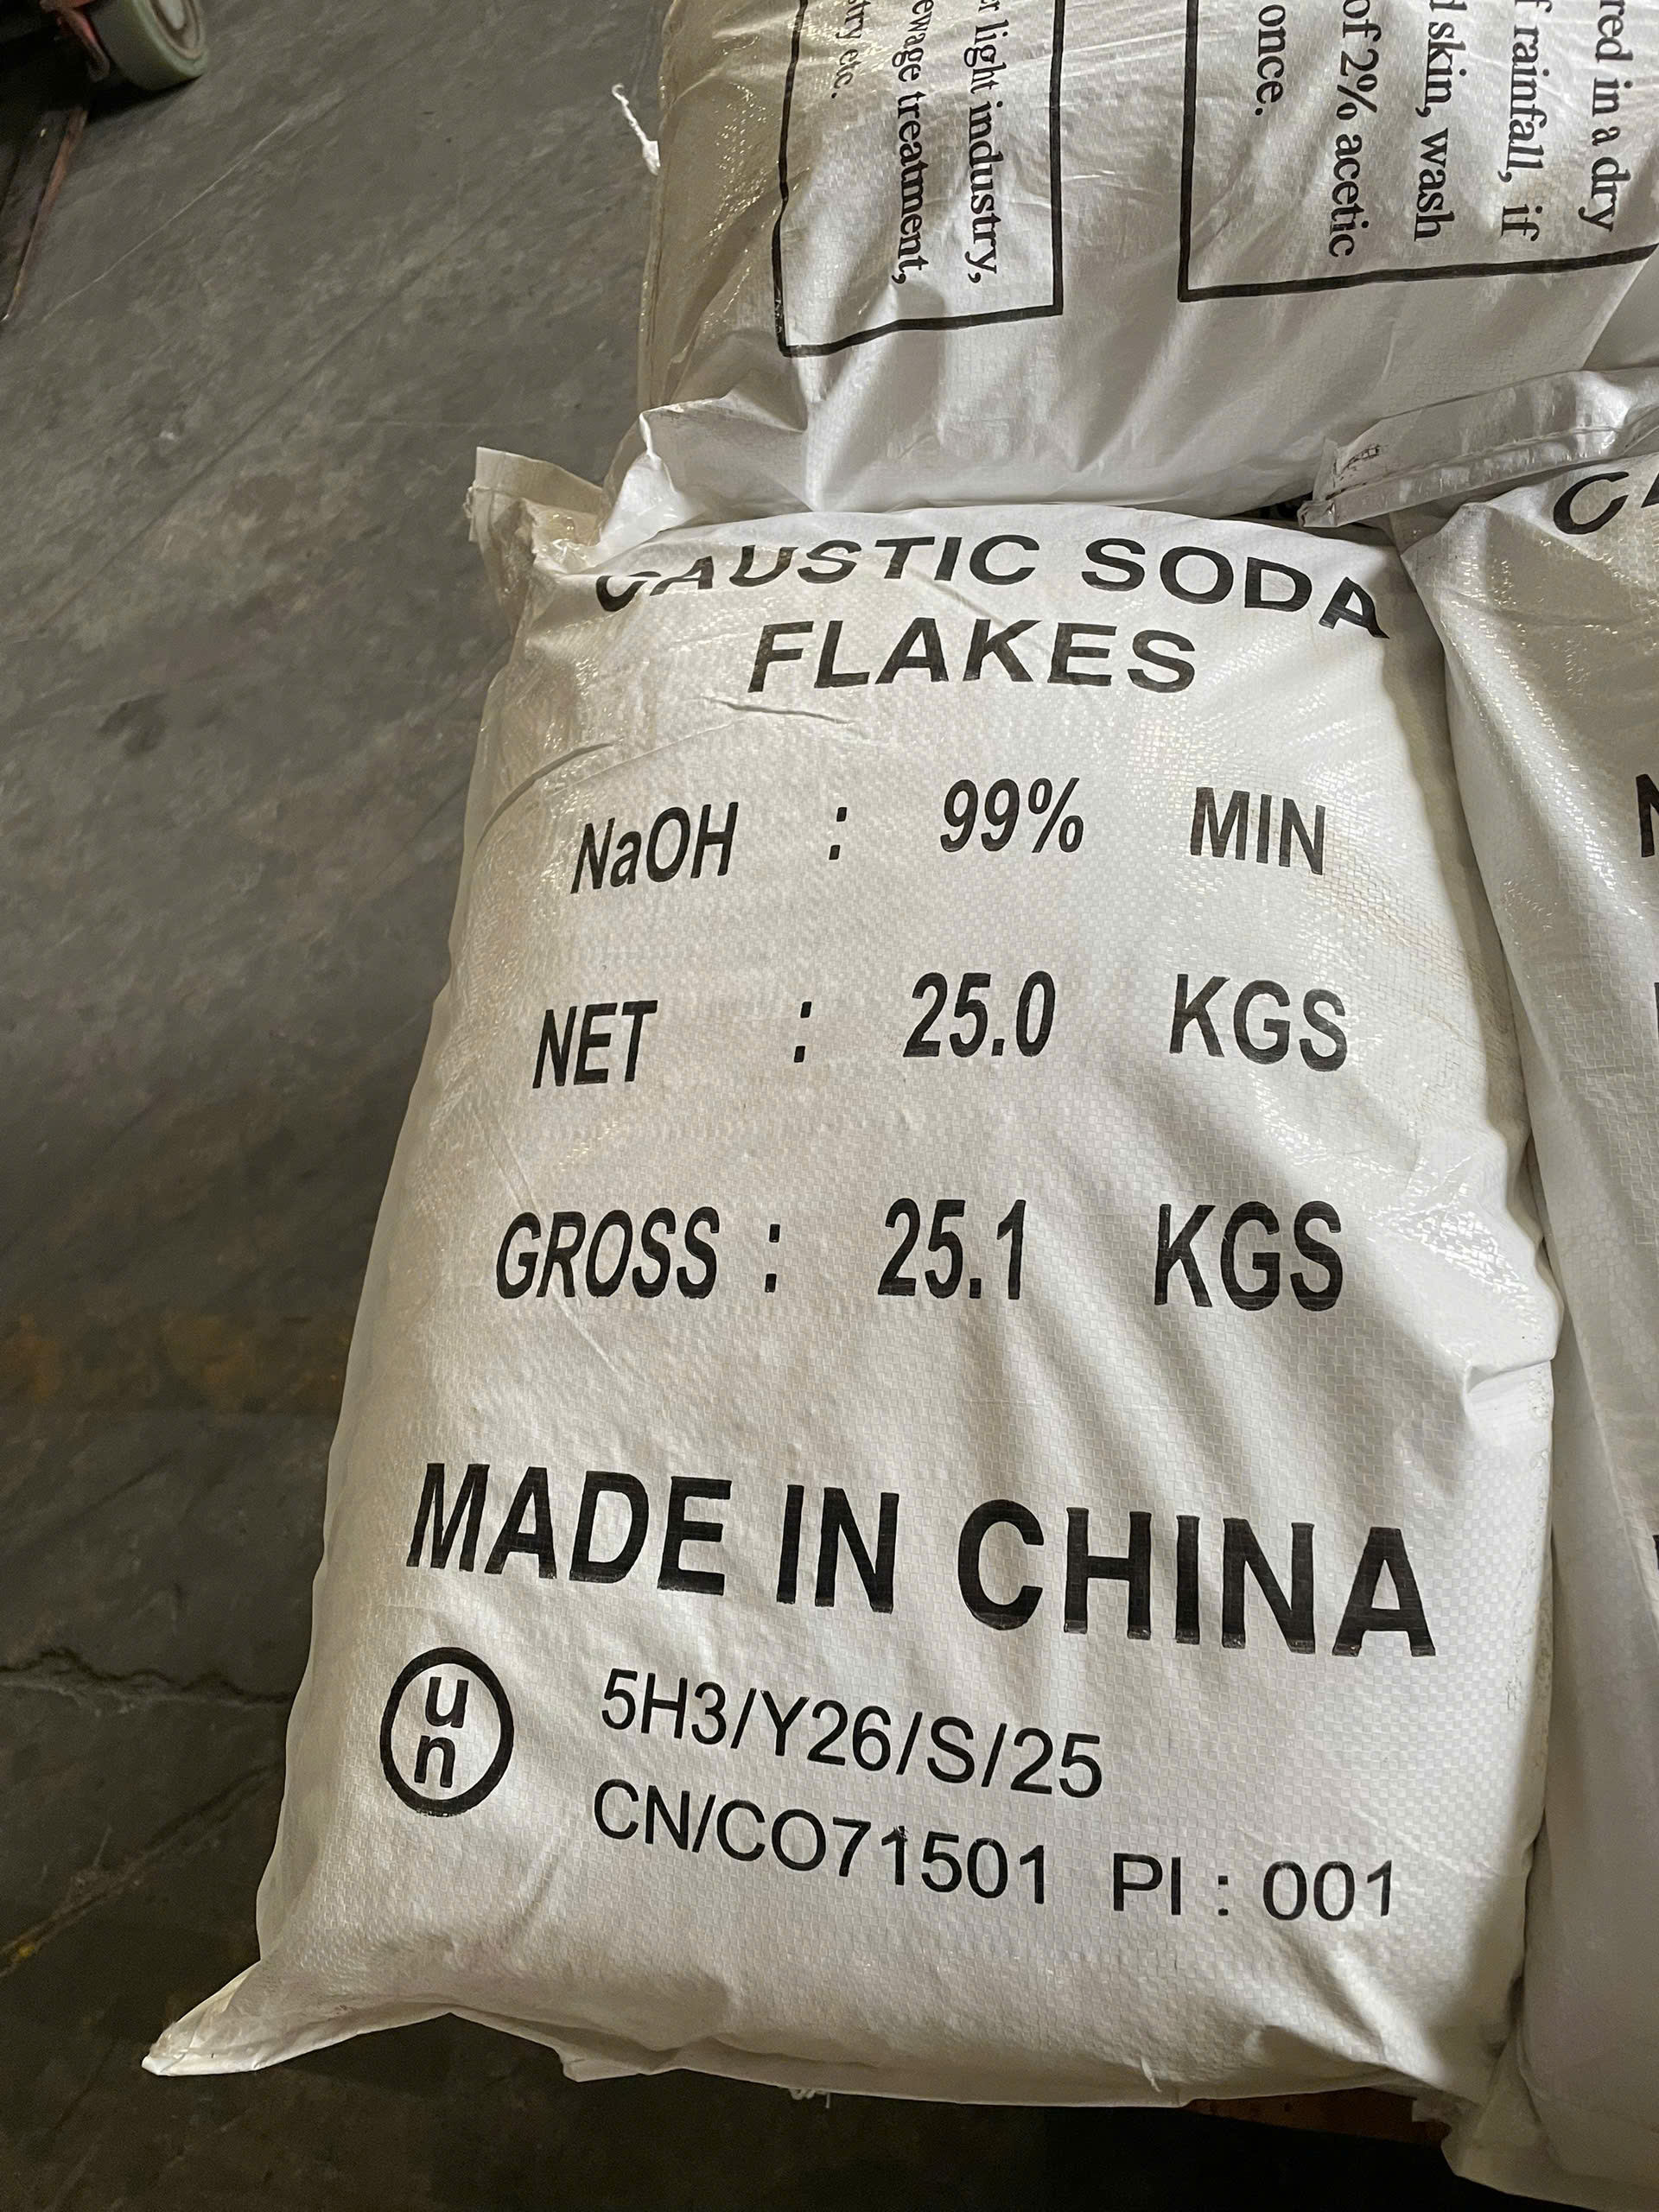 r light industry,
ewage treatment,
try etc.
red in a dry
f rainfall, if
d skin, wash
of 2% acetic
once.
CAUSTIC SODA
FLAKES
NaOH : 99% MIN
NET : 25.0 KGS
GROSS : 25.1 KGS
MADE IN CHINA
un
5H3/Y26/S/25
CN/CO71501 PI : 001